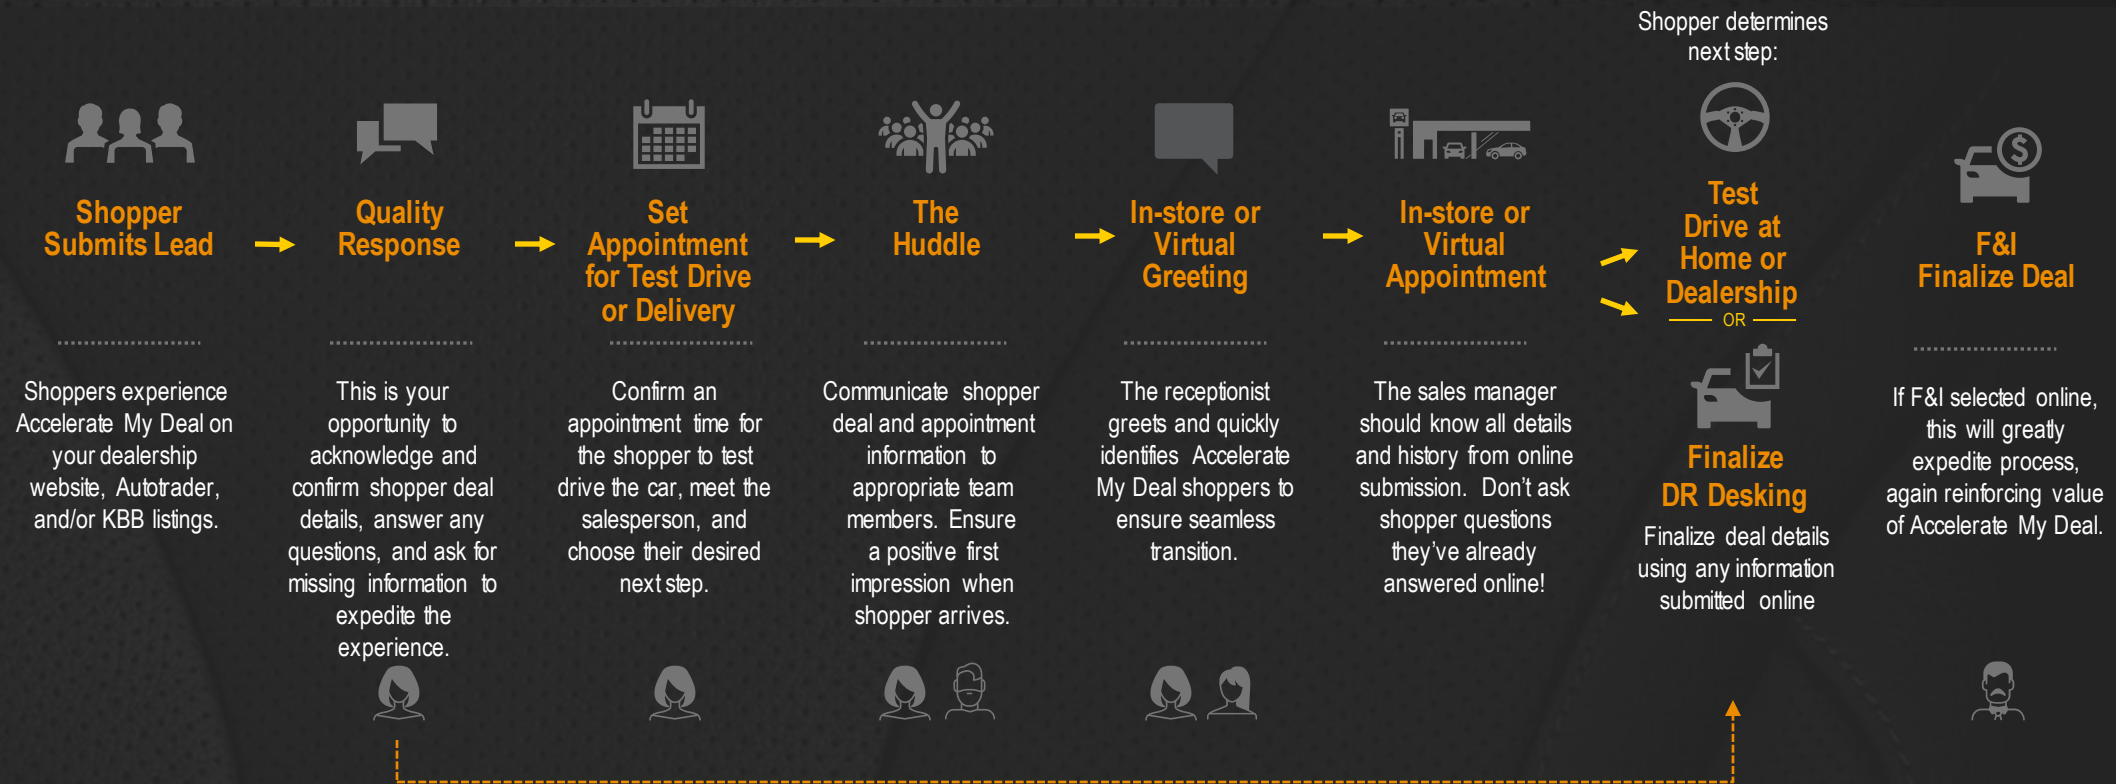 Shopper
Submits Lead
Shoppers experience
Accelerate My Deal on
your dealership
website, Autotrader,
and/or KBB listings.
Quality
Response
This is your
opportunity to
acknowledge and
confirm shopper deal
details, answer any
questions, and ask for
missing information to
expedite the
experience.
Set
Appointment
for Test Drive
or Delivery
Confirm an
appointment time for
the shopper to test
drive the car, meet the
salesperson, and
choose their desired
next step.
The
Huddle
Communicate shopper
deal and appointment
information to
appropriate team
members. Ensure
a positive first
impression when
shopper arrives.
In-store or
Virtual
Greeting
The receptionist
greets and quickly
identifies Accelerate
My Deal shoppers to
ensure seamless
transition.
In-store or
Virtual
Appointment
The sales manager
should know all details
and history from online
submission. Don't ask
shopper questions
they've already
answered online!
Shopper determines
next step:
Test
Drive at
Home or
Dealership
OR
Finalize
DR Desking
Finalize deal details
using any information
submitted online
$
F&I
Finalize Deal
If F&I selected online,
this will greatly
expedite process,
again reinforcing value
of Accelerate My Deal.